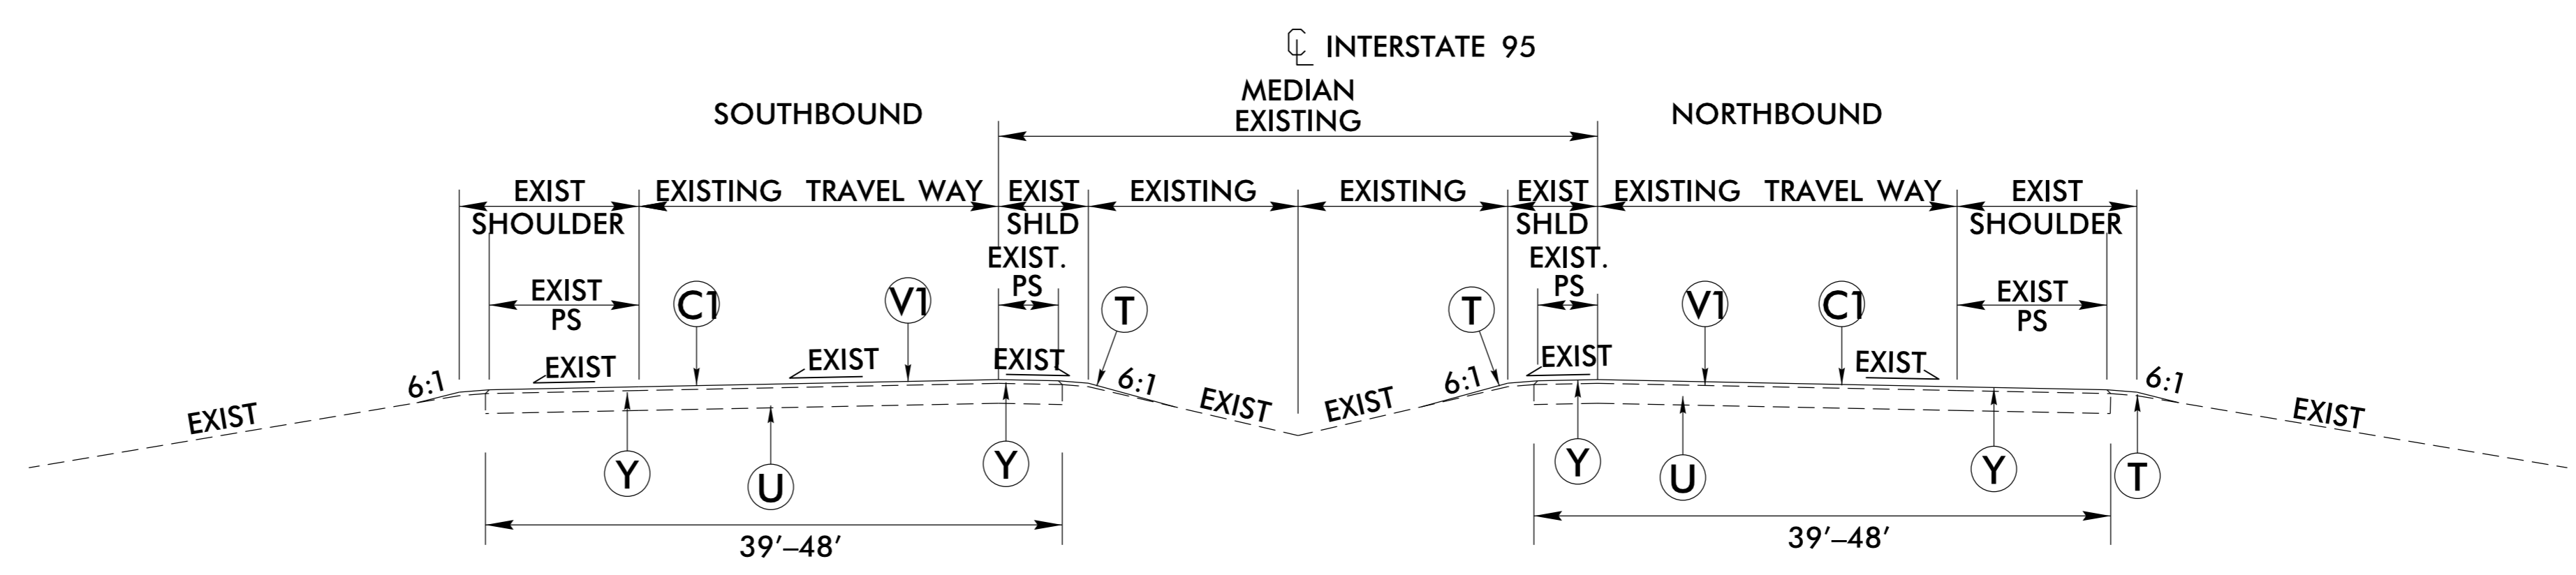 ℄ INTERSTATE 95
MEDIAN
EXISTING
SOUTHBOUND
NORTHBOUND
EXIST
SHOULDER
EXISTING TRAVEL WAY
EXIST
SHLD
EXISTING
EXISTING
EXIST
SHLD
EXISTING TRAVEL WAY
EXIST
SHOULDER
EXIST
PS
C1
V1
EXIST.
PS
T
T
EXIST.
PS
V1
C1
EXIST
PS
EXIST
6:1
EXIST
EXIST
EXIST
6:1
EXIST
EXIST
6:1
EXIST
EXIST
6:1
EXIST
Y
U
Y
Y
U
Y
T
39'–48'
39'–48'